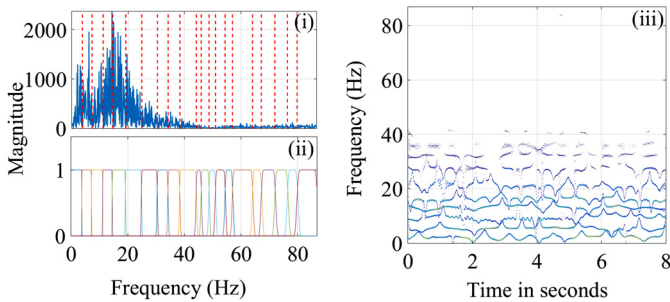 (i)
2000
1000
0
Magnitude
(ii)
1
0
1
0 20 40 60 80
Frequency (Hz)
(iii)
80
60
40
20
0
Frequency (Hz)
0 2 4 6 8
Time in seconds